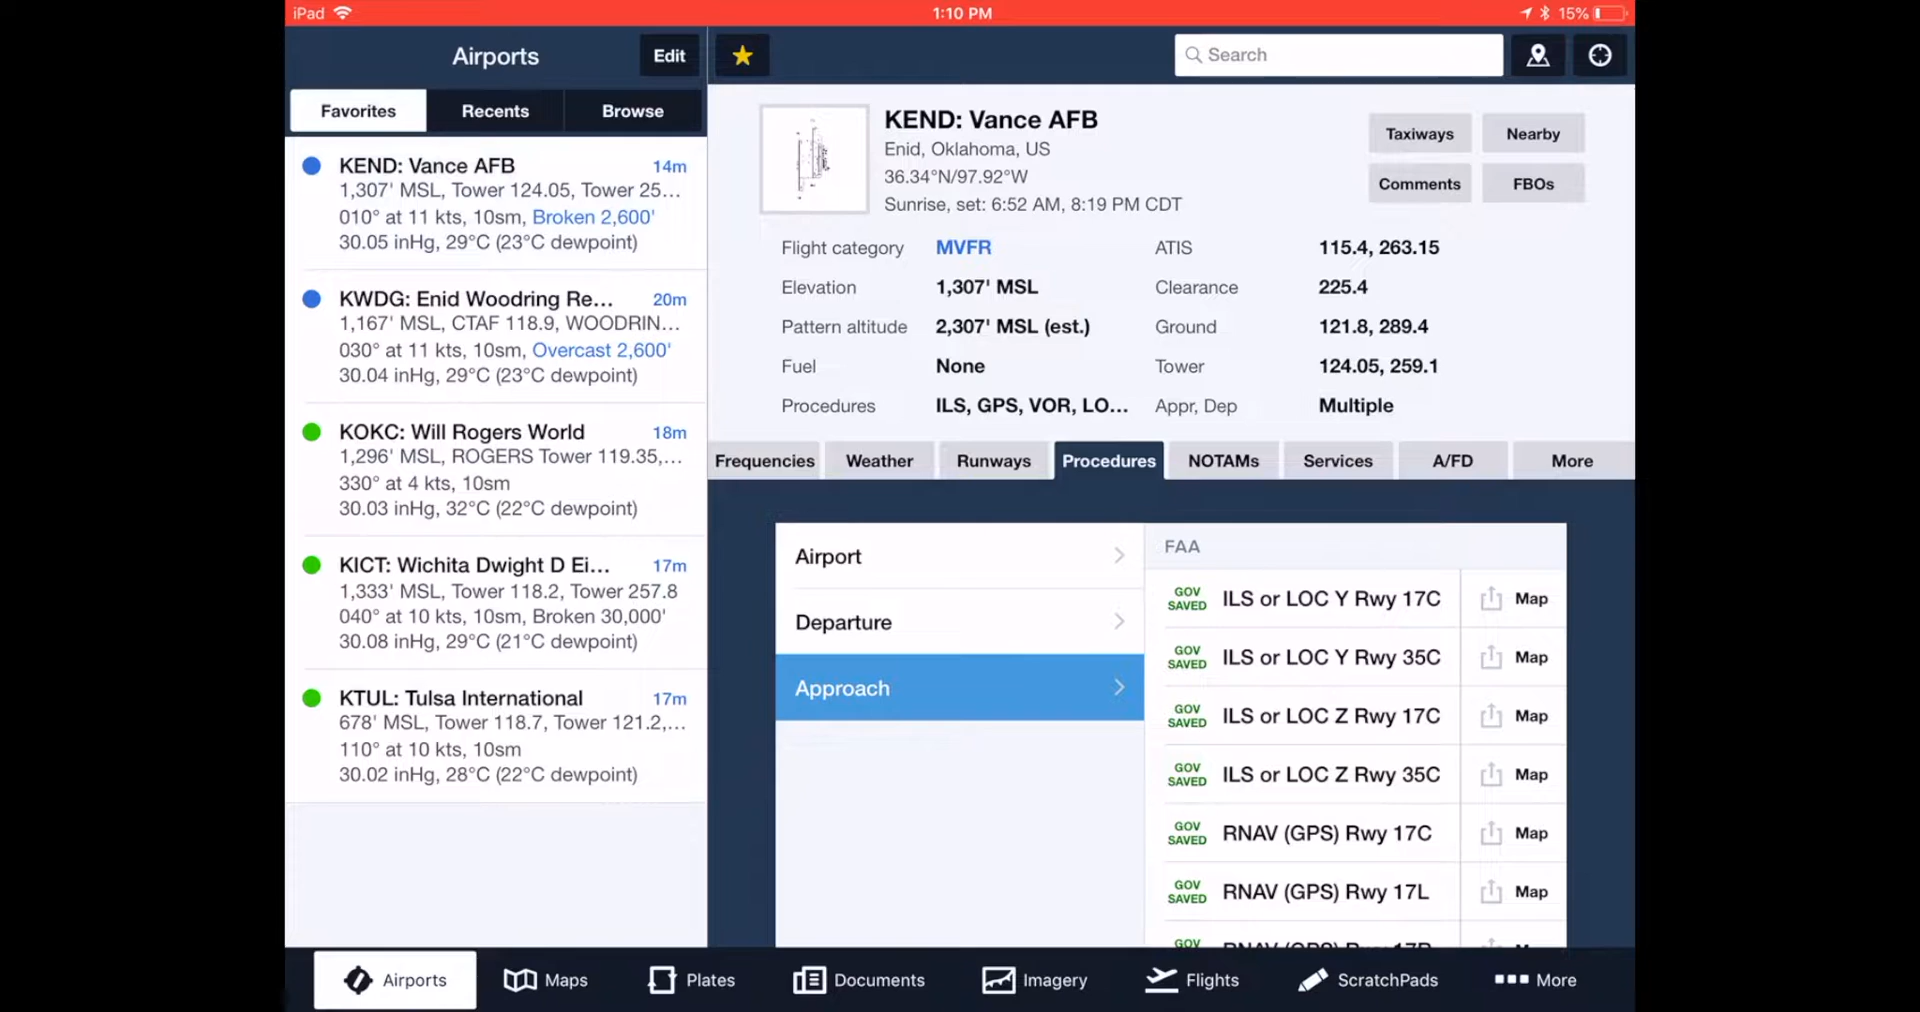 iPad
1:10 PM
15%
Airports
Edit
Favorites
Recents
Browse
KEND: Vance AFB
14m
1,307' MSL, Tower 124.05, Tower 25...
010° at 11 kts, 10sm, Broken 2,600'
30.05 inHg, 29°C (23°C dewpoint)
KWDG: Enid Woodring Re...
20m
1,167' MSL, CTAF 118.9, WOODRIN...
030° at 11 kts, 10sm, Overcast 2,600'
30.04 inHg, 29°C (23°C dewpoint)
KOKC: Will Rogers World
18m
1,296' MSL, ROGERS Tower 119.35,...
330° at 4 kts, 10sm
30.03 inHg, 32°C (22°C dewpoint)
KICT: Wichita Dwight D Ei...
17m
1,333' MSL, Tower 118.2, Tower 257.8
040° at 10 kts, 10sm, Broken 30,000'
30.08 inHg, 29°C (21°C dewpoint)
KTUL: Tulsa International
17m
678' MSL, Tower 118.7, Tower 121.2,...
110° at 10 kts, 10sm
30.02 inHg, 28°C (22°C dewpoint)
Search
KEND: Vance AFB
Enid, Oklahoma, US
36.34°N/97.92°W
Sunrise, set: 6:52 AM, 8:19 PM CDT
Taxiways
Nearby
Comments
FBOs
Flight category MVFR
ATIS 115.4, 263.15
Elevation 1,307' MSL
Clearance 225.4
Pattern altitude 2,307' MSL (est.)
Ground 121.8, 289.4
Fuel None
Tower 124.05, 259.1
Procedures ILS, GPS, VOR, LO...
Appr, Dep Multiple
Frequencies
Weather
Runways
Procedures
NOTAMs
Services
A/FD
More
Airport
Departure
Approach
FAA
GOV SAVED ILS or LOC Y Rwy 17C Map
GOV SAVED ILS or LOC Y Rwy 35C Map
GOV SAVED ILS or LOC Z Rwy 17C Map
GOV SAVED ILS or LOC Z Rwy 35C Map
GOV SAVED RNAV (GPS) Rwy 17C Map
GOV SAVED RNAV (GPS) Rwy 17L Map
GOV RNAV (GPS) Rwy 17R Map
Airports
Maps
Plates
Documents
Imagery
Flights
ScratchPads
More